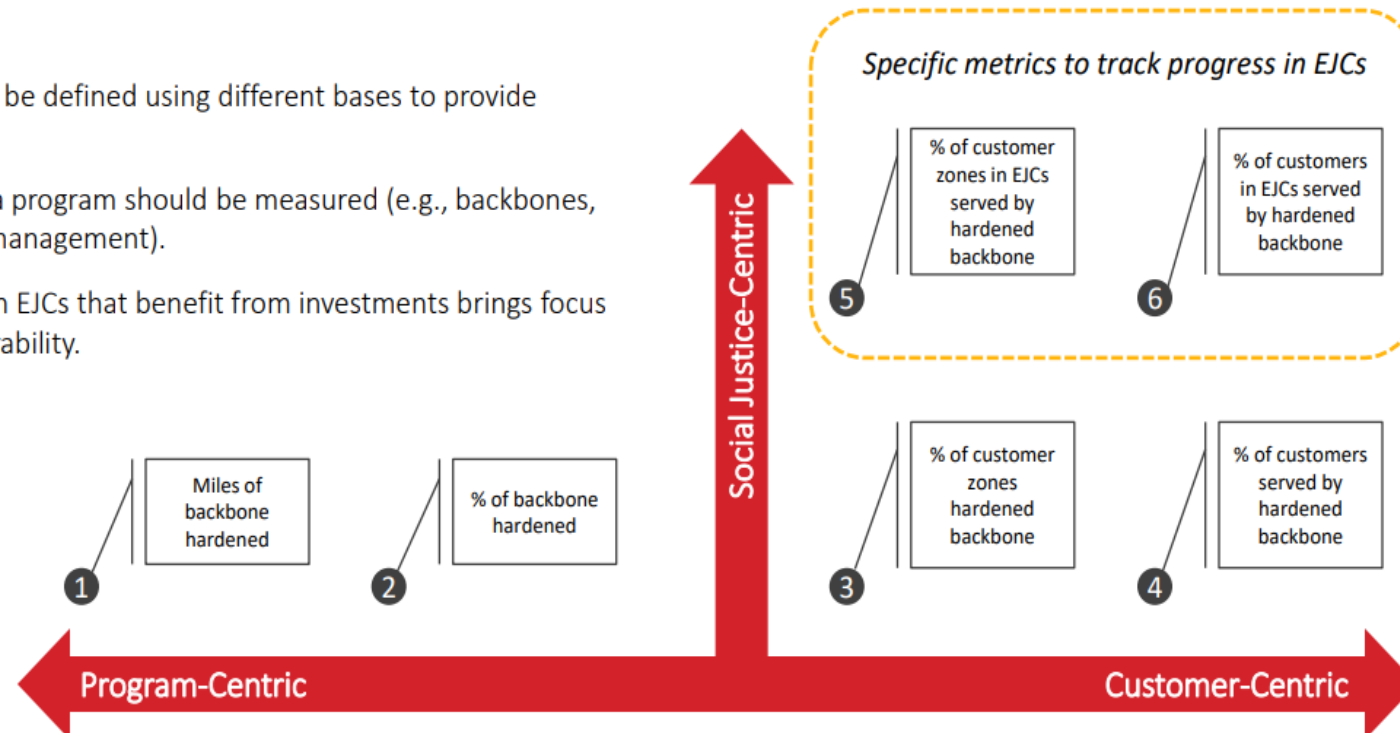 be defined using different bases to provide
a program should be measured (e.g., backbones,
management).
n EJCs that benefit from investments brings focus
ability.
Specific metrics to track progress in EJCs
% of customer
zones in EJCs
served by
hardened
backbone
5
% of customers
in EJCs served
by hardened
backbone
6
Social Justice-Centric
Miles of
backbone
hardened
1
% of backbone
hardened
2
% of customer
zones
hardened
backbone
3
% of customers
served by
hardened
backbone
4
Program-Centric
Customer-Centric